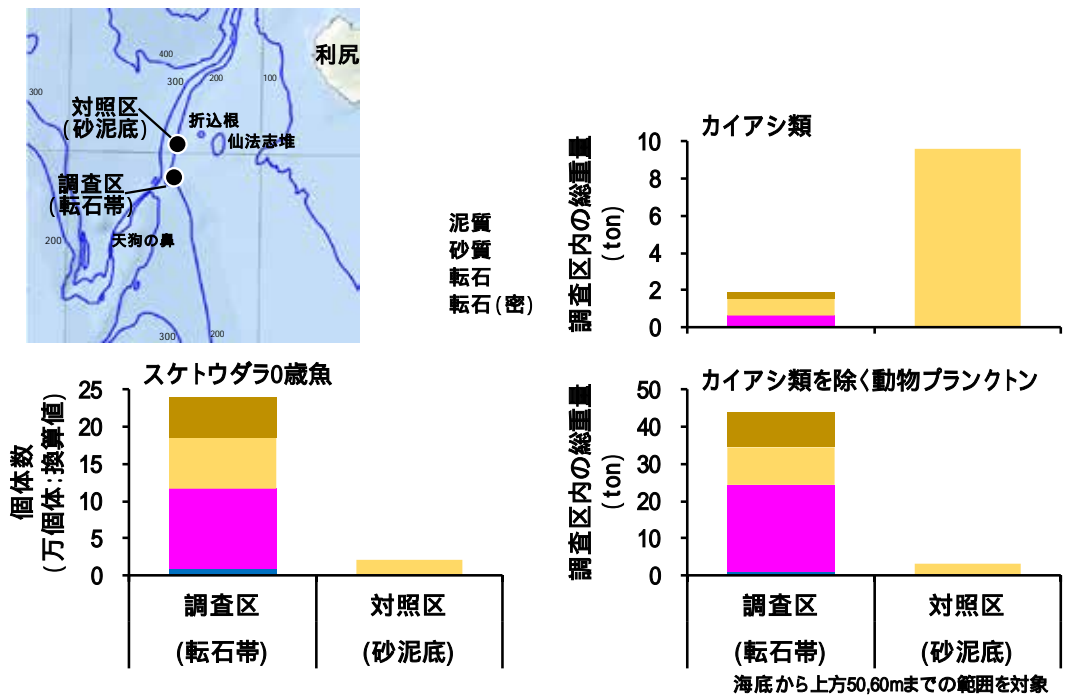 利尻
400
300
200
100
300
対照区
(砂泥底)
折込根
仙法志堆
調査区
(転石帯)
天狗の鼻
200
300
200
泥質
砂質
転石
転石(密)
カイアシ類
調査区内の総重量
(ton)
10
8
6
4
2
0
スケトウダラ0歳魚
個体数
(万個体:換算値)
25
20
15
10
5
0
調査区
対照区
(転石帯)
(砂泥底)
カイアシ類を除く動物プランクトン
調査区内の総重量
(ton)
50
40
30
20
10
0
調査区
対照区
(転石帯)
(砂泥底)
海底から上方50,60mまでの範囲を対象